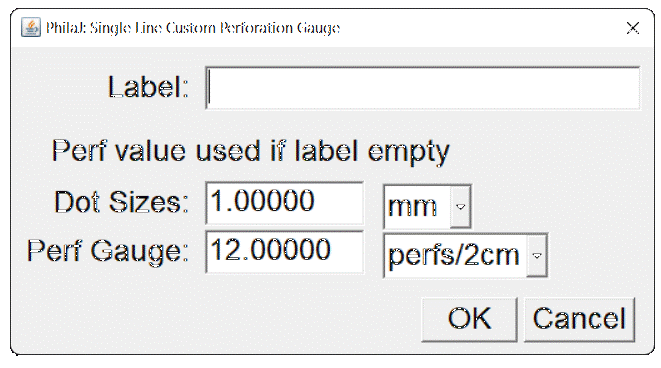 PhilaJ: Single Line Custom Perforation Gauge
Label:
Perf value used if label empty
Dot Sizes: 1.00000 mm
Perf Gauge: 12.00000 perfs/2cm
OK Cancel